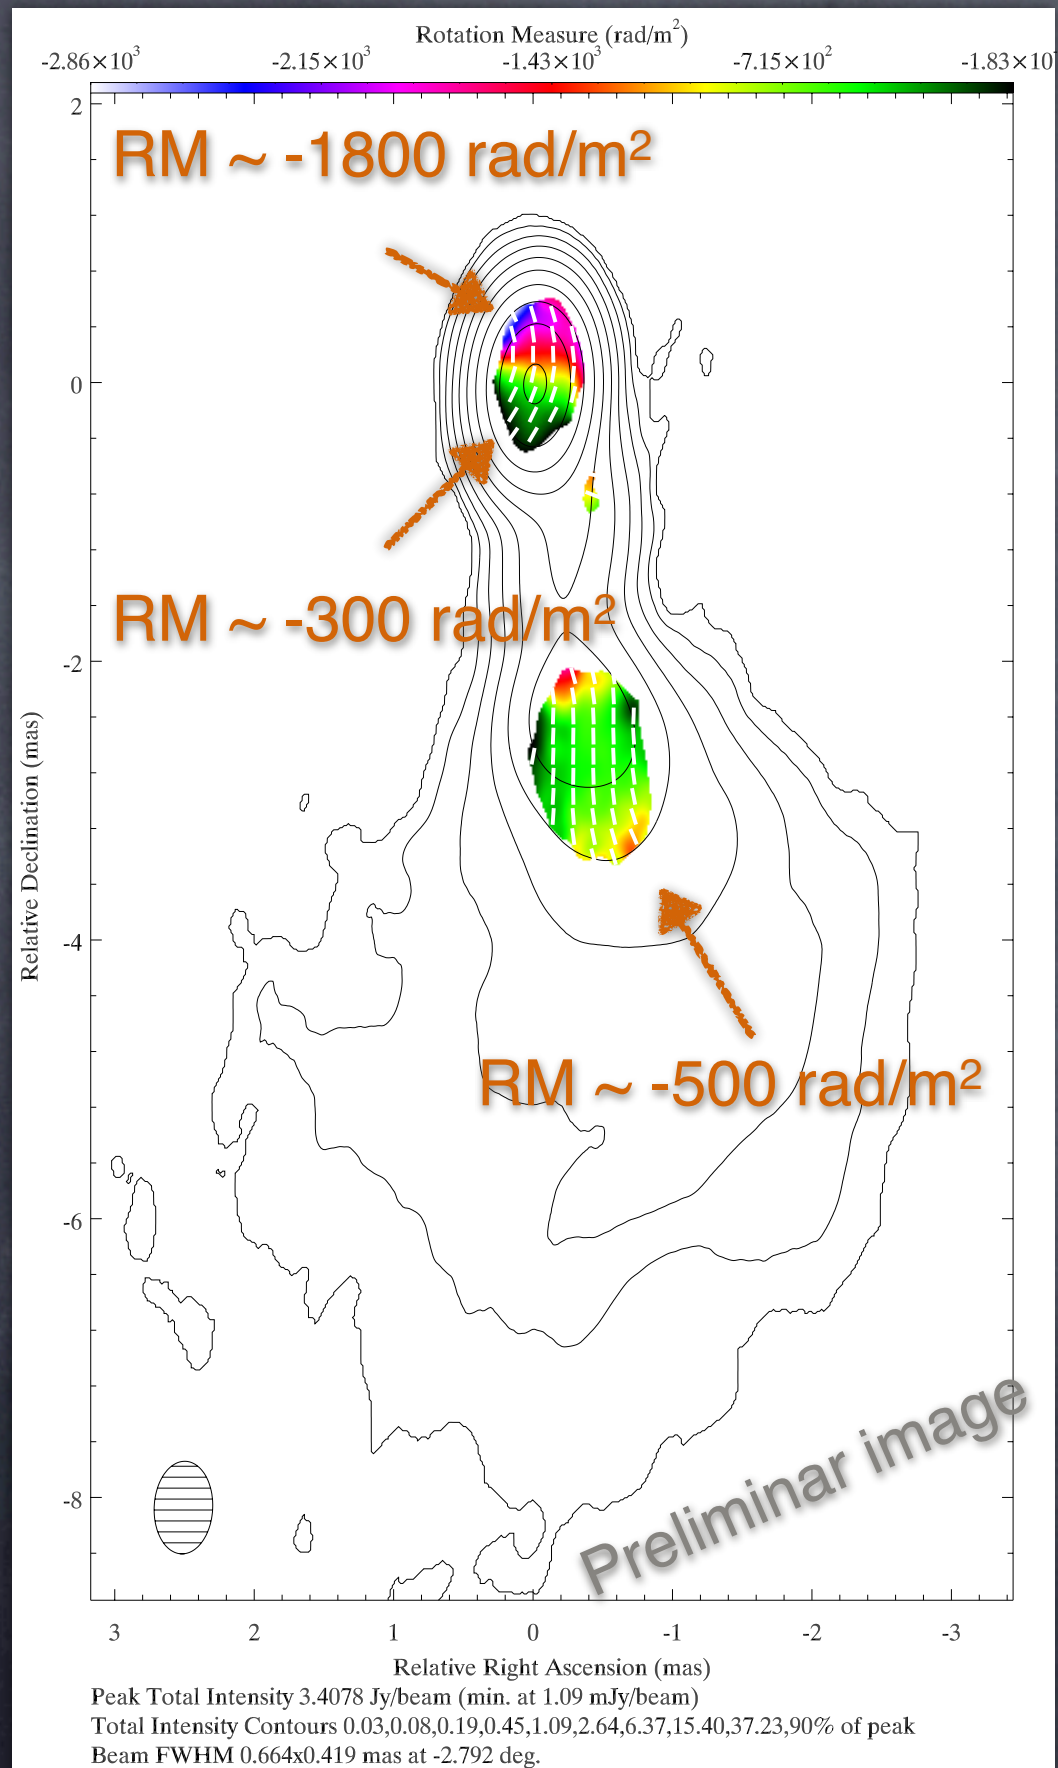 Rotation Measure (rad/m²)
-2.86×10³ -2.15×10³ -1.43×10³ -7.15×10² -1.83×10
RM ~ -1800 rad/m²
RM ~ -300 rad/m²
RM ~ -500 rad/m²
2
0
-2
-4
-6
-8
Relative Declination (mas)
Preliminar image
3 2 1 0 -1 -2 -3
Relative Right Ascension (mas)
Peak Total Intensity 3.4078 Jy/beam (min. at 1.09 mJy/beam)
Total Intensity Contours 0.03,0.08,0.19,0.45,1.09,2.64,6.37,15.40,37.23,90% of peak
Beam FWHM 0.664x0.419 mas at -2.792 deg.